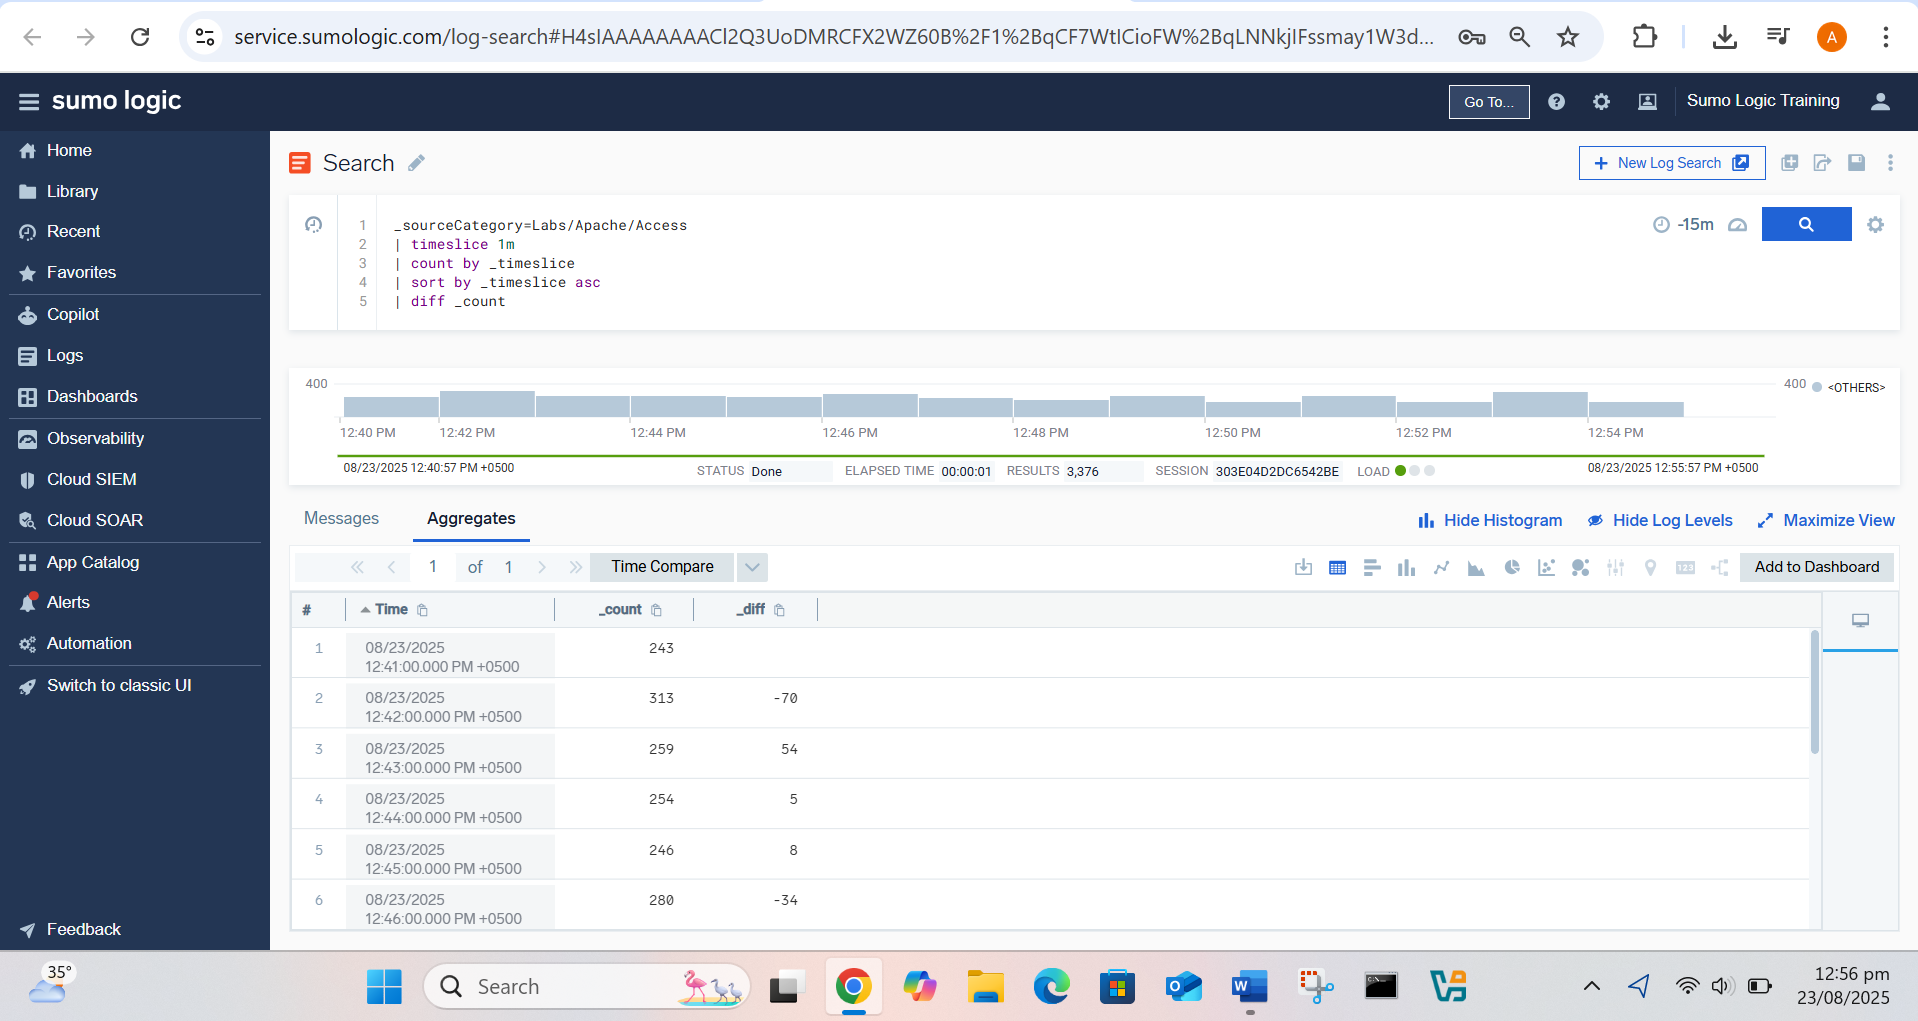 service.sumologic.com/log-search#H4sIAAAAAAAACl2Q3UoDMRCFX2WZ60B%2F1%2BqCF7WtICioFW%2BqLNNkjIFssmay1W3d...
A
sumo logic
Go To...
Sumo Logic Training
Home
Library
Recent
Favorites
Copilot
Logs
Dashboards
Observability
Cloud SIEM
Cloud SOAR
App Catalog
Alerts
Automation
Switch to classic UI
Feedback
Search
+ New Log Search
1 _sourceCategory=Labs/Apache/Access
2 | timeslice 1m
3 | count by _timeslice
4 | sort by _timeslice asc
5 | diff _count
-15m
400
400 <OTHERS>
12:40 PM 12:42 PM 12:44 PM 12:46 PM 12:48 PM 12:50 PM 12:52 PM 12:54 PM
08/23/2025 12:40:57 PM +0500 STATUS Done ELAPSED TIME 00:00:01 RESULTS 3,376 SESSION 303E04D2DC6542BE LOAD 08/23/2025 12:55:57 PM +0500
Messages Aggregates Hide Histogram Hide Log Levels Maximize View
1 of 1 Time Compare 123 Add to Dashboard
# Time _count _diff
1 08/23/2025 243
12:41:00.000 PM +0500
2 08/23/2025 313 -70
12:42:00.000 PM +0500
3 08/23/2025 259 54
12:43:00.000 PM +0500
4 08/23/2025 254 5
12:44:00.000 PM +0500
5 08/23/2025 246 8
12:45:00.000 PM +0500
6 08/23/2025 280 -34
12:46:00.000 PM +0500
35°
Search
12:56 pm
23/08/2025